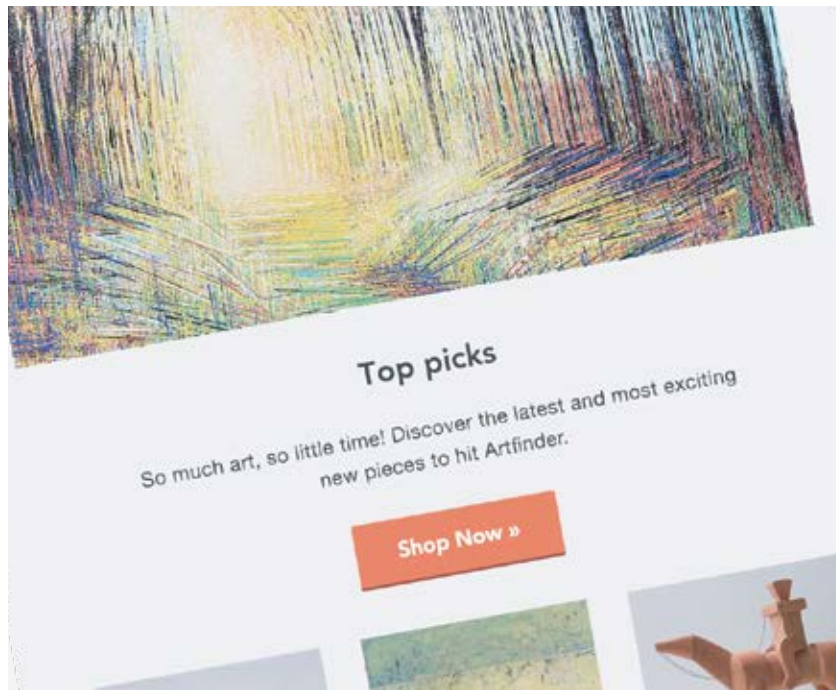 Top picks
So much art, so little time! Discover the latest and most exciting
new pieces to hit Artfinder.
Shop Now »